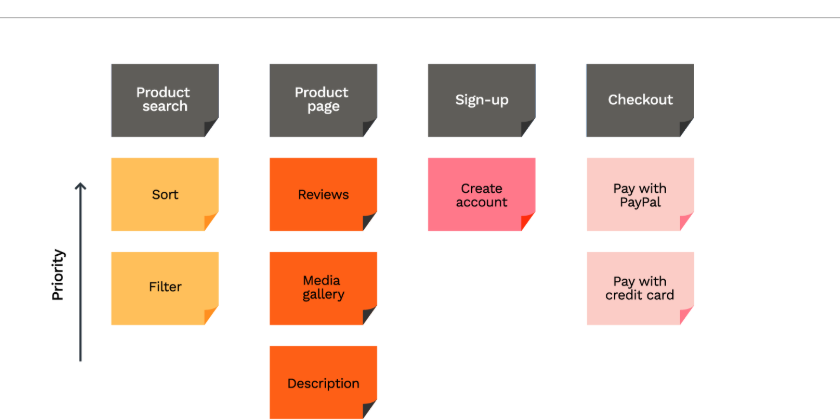 Product
search
Product
page
Sign-up
Checkout
Sort
Reviews
Create
account
Pay with
PayPal
Priority
Filter
Media
gallery
Pay with
credit card
Description